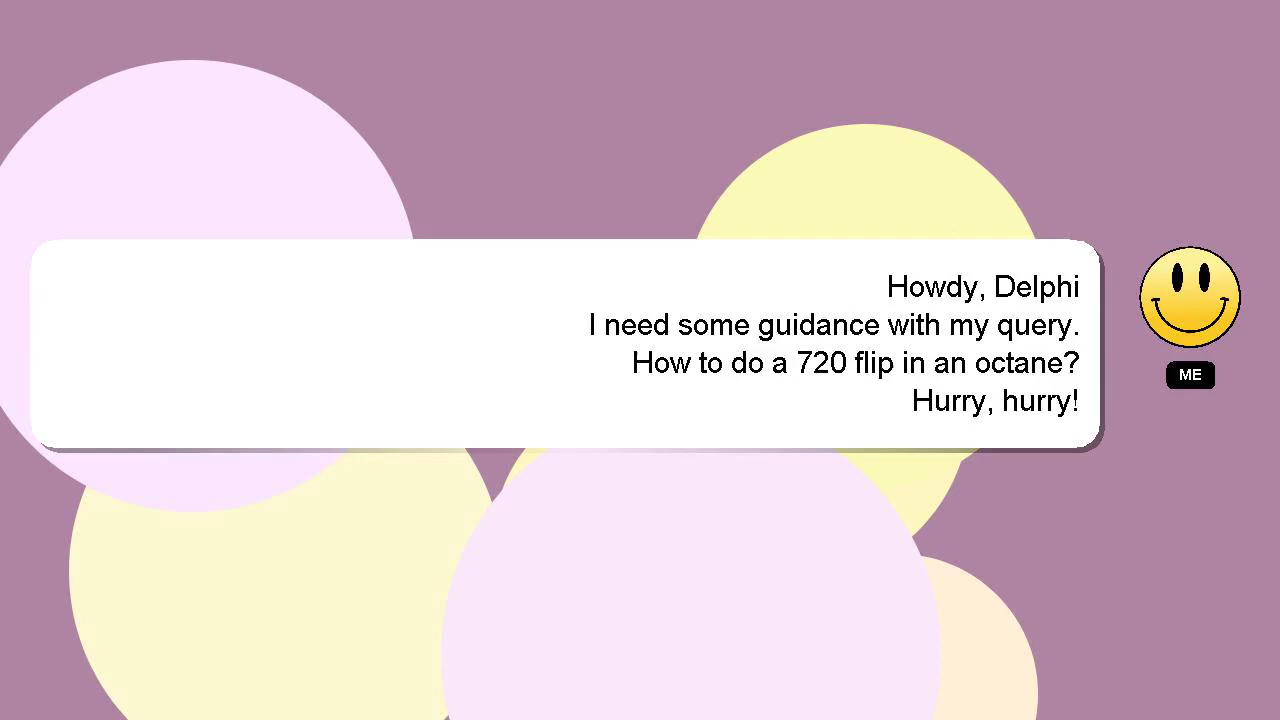 Howdy, Delphi
I need some guidance with my query.
How to do a 720 flip in an octane?
Hurry, hurry!
ME